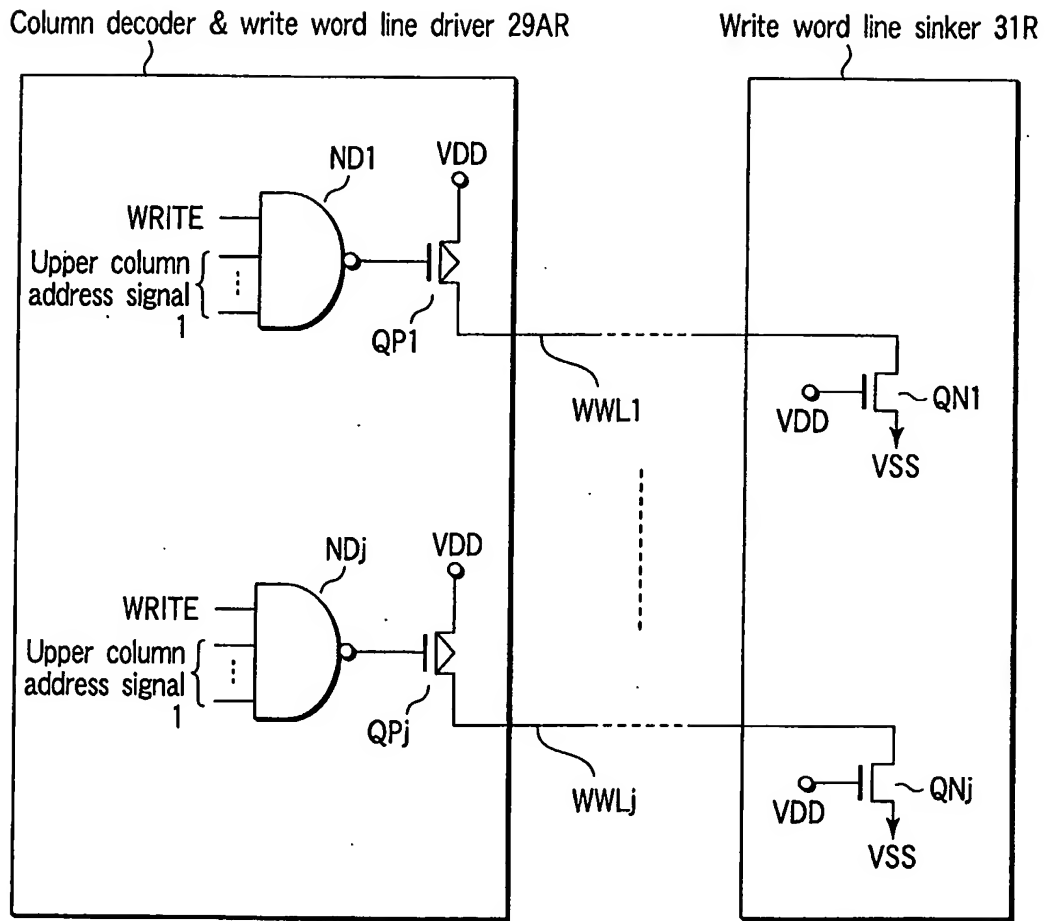 Column decoder & write word line driver 29AR
Write word line sinker 31R
ND1
VDD
WRITE
Upper column
address signal
1
QP1
WWL1
VDD
QN1
VSS
NDj
VDD
WRITE
Upper column
address signal
1
QPj
WWLj
VDD
QNj
VSS